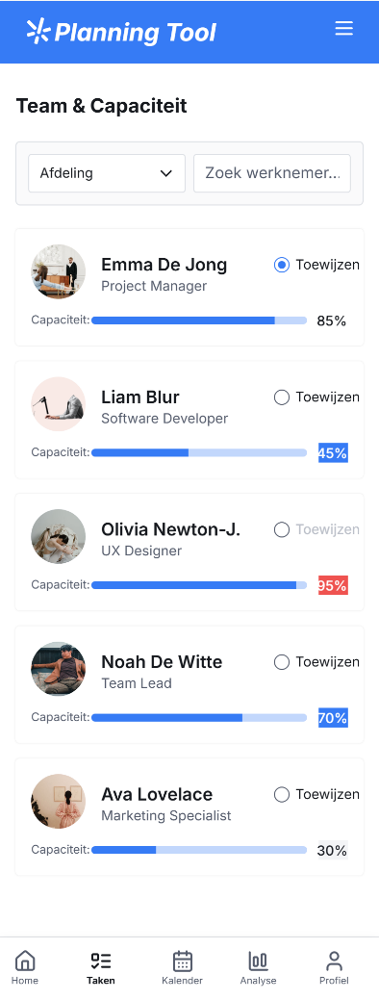 Planning Tool
Team & Capaciteit
Afdeling
Zoek werknemer...
Emma De Jong
Toewijzen
Project Manager
Capaciteit:
85%
Liam Blur
Toewijzen
Software Developer
Capaciteit:
45%
Olivia Newton-J.
Toewijzen
UX Designer
Capaciteit:
95%
Noah De Witte
Toewijzen
Team Lead
Capaciteit:
70%
Ava Lovelace
Toewijzen
Marketing Specialist
Capaciteit:
30%
Home
Taken
Kalender
Analyse
Profiel